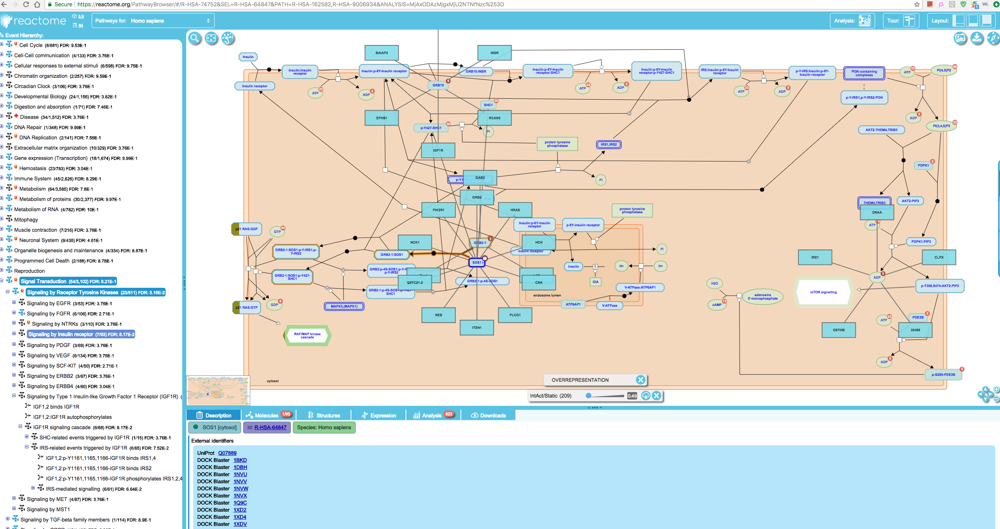 Secure https://reactome.org/PathwayBrowser/#/R-HSA-74752&SEL=R-HSA-64847&PATH=R-HSA-162582,R-HSA-9006934&ANALYSIS=MjAxODAzMjgxMjU2NTNfNzc%253D
reactome 3.5 64 Pathways for: Homo sapiens Analysis: Tour: Layout:
Event Hierarchy:
Cell Cycle (8/681) FDR: 9.53E-1
Cell-Cell communication (4/133) FDR: 3.76E-1
Cellular responses to external stimuli (6/598) FDR: 9.75E-1
Chromatin organization (2/257) FDR: 9.59E-1
Circadian Clock (3/106) FDR: 3.76E-1
Developmental Biology (24/1,156) FDR: 3.82E-1
Digestion and absorption (1/71) FDR: 7.46E-1
Disease (34/1,512) FDR: 3.76E-1
DNA Repair (1/348) FDR: 9.99E-1
DNA Replication (2/141) FDR: 7.56E-1
Extracellular matrix organization (10/329) FDR: 3.76E-1
Gene expression (Transcription) (18/1,674) FDR: 9.99E-1
Hemostasis (23/783) FDR: 3.04E-1
Immune System (45/2,626) FDR: 8.29E-1
Metabolism (64/3,585) FDR: 7.8E-1
Metabolism of proteins (30/2,377) FDR: 9.97E-1
Metabolism of RNA (4/782) FDR: 10E-1
Mitophagy
Muscle contraction (7/216) FDR: 3.76E-1
Neuronal System (9/435) FDR: 4.61E-1
Organelle biogenesis and maintenance (4/334) FDR: 8.87E-1
Programmed Cell Death (2/188) FDR: 8.78E-1
Reproduction
Signal Transduction (54/3,102) FDR: 8.21E-1
Signaling by Receptor Tyrosine Kinases (23/511) FDR: 3.16E-2
Signaling by EGFR (3/53) FDR: 3.76E-1
Signaling by FGFR (6/106) FDR: 2.71E-1
Signaling by NTRKs (3/110) FDR: 3.76E-1
Signaling by Insulin receptor (7/93) FDR: 8.17E-2
Signaling by PDGF (3/69) FDR: 3.76E-1
Signaling by VEGF (6/134) FDR: 3.75E-1
Signaling by SCF-KIT (4/50) FDR: 2.71E-1
Signaling by ERBB2 (3/67) FDR: 3.76E-1
Signaling by ERBB4 (4/60) FDR: 3.04E-1
Signaling by Type 1 Insulin-like Growth Factor 1 Receptor (IGF1R) (
IGF1,2 binds IGF1R
IGF1,2:IGF1R autophosphorylates
IGF1R signaling cascade (6/68) FDR: 8.17E-2
SHC-related events triggered by IGF1R (1/15) FDR: 3.76E-1
IRS-related events triggered by IGF1R (6/65) FDR: 7.52E-2
IGF1,2:p-Y1161,1165,1166-IGF1R binds IRS1,4
IGF1,2:p-Y1161,1165,1166-IGF1R binds IRS2
IGF1,2:p-Y1161,1165,1166-IGF1R phosphorylates IRS1,2,4
IRS-mediated signalling (6/61) FDR: 6.64E-2
Signaling by MET (4/87) FDR: 3.76E-1
Signaling by MST1
Signaling by TGF-beta family members (1/114) FDR: 8.9E-1
BAIAP2
INSR
Insulin
Insulin:Insulin
receptor
Insulin:p-6Y-Insulin receptor
GRB10:INSR
Insulin:p-6Y-Insulin
receptor:SHC1
Insulin:p-6Y-Insulin
receptor:p-Y427-SHC1
IRS:Insulin:p-6Y-Insulin
receptor
p-Y-IRS:Insulin:p-6Y-
Insulin receptor
PI3K-containing
complexes
ATP 22
PI(4,5)P2 68
Insulin receptor
GRB10 6
ATP 22
ADP 5
ATP 22
ADP 5
ATP 22
ADP 5
p-Y-IRS1,p-Y-IRS2:PI3K
SHC1 30
EPHB1
RCAN3
ADP 5
p-Y427-SHC1 30
Pi
PI(3,4,5)P3 32
AKT2:THEM4,TRIB3
protein tyrosine
phosphatase
IRS1,IRS2
IGF1R
PDPK1 5
GAB2
Pi
GRB2
PI3K
THEM4,TRIB3
AKT2:PIP3
PIK3R1
HRAS
protein tyrosine
phosphatase
DNAA
Insulin:p-6Y-insulin
receptor
p-6Y-insulin receptor
ATP
p21 RAS:GDP
GTP 24
NCK1
GRB2-1 3
HCK
PDPK1:PIP3
GRB2-1:SOS1:p-Y-IRS1,p-
Y-IRS2
GRB2-1:SOS1
insulin receptor
Pi
IRE1
CLPX
SOS1
insulin
H+
H+
GRB2:p-4S-SOS1:p-Y-
p-Y-IRS2
GRB2-1:SOS1:p-Y427-
SHC1
Q5TCZ1-2
GRB2-1:p-4S-SOS1
CRK
IDA
ADP 5
H2O
p-T309,S474-AKT2:PIP3
V-ATPase:ATP6AP1
GRB2-1:p-4S-SOS1:p-Y427-
SHC1
endosome lumen
mTOR signalling
adenosine
5'-monophosphate
p21 RAS:GTP
GDP 6
MAPK3,(MAPK1)
ATP6AP1
V-ATPase
cAMP 13
NEB
PLCG1
ATP 22
PDE3B 5
ITSN1
O67056
30498
RAF/MAP kinase
cascade
ADP 5
p-S295-PDE3B 5
cytosol
OVERREPRESENTATION
IntAct/Static (209) 0.45
Description Molecules 1/93 Structures Expression Analysis 823 Downloads
SOS1 [cytosol] Id: R-HSA-64847 Species: Homo sapiens
External identifiers
UniProt Q07889
DOCK Blaster 1BKD
DOCK Blaster 1DBH
DOCK Blaster 1NVU
DOCK Blaster 1NVV
DOCK Blaster 1NVW
DOCK Blaster 1NVX
DOCK Blaster 1Q9C
DOCK Blaster 1XD2
DOCK Blaster 1XD4
DOCK Blaster 1XDV